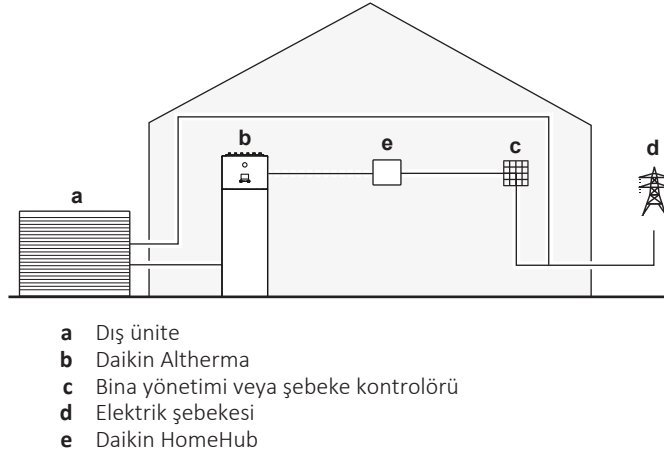 b
e
c
d
a
a Dış ünite
b Daikin Altherma
c Bina yönetimi veya şebeke kontrolörü
d Elektrik şebekesi
e Daikin HomeHub